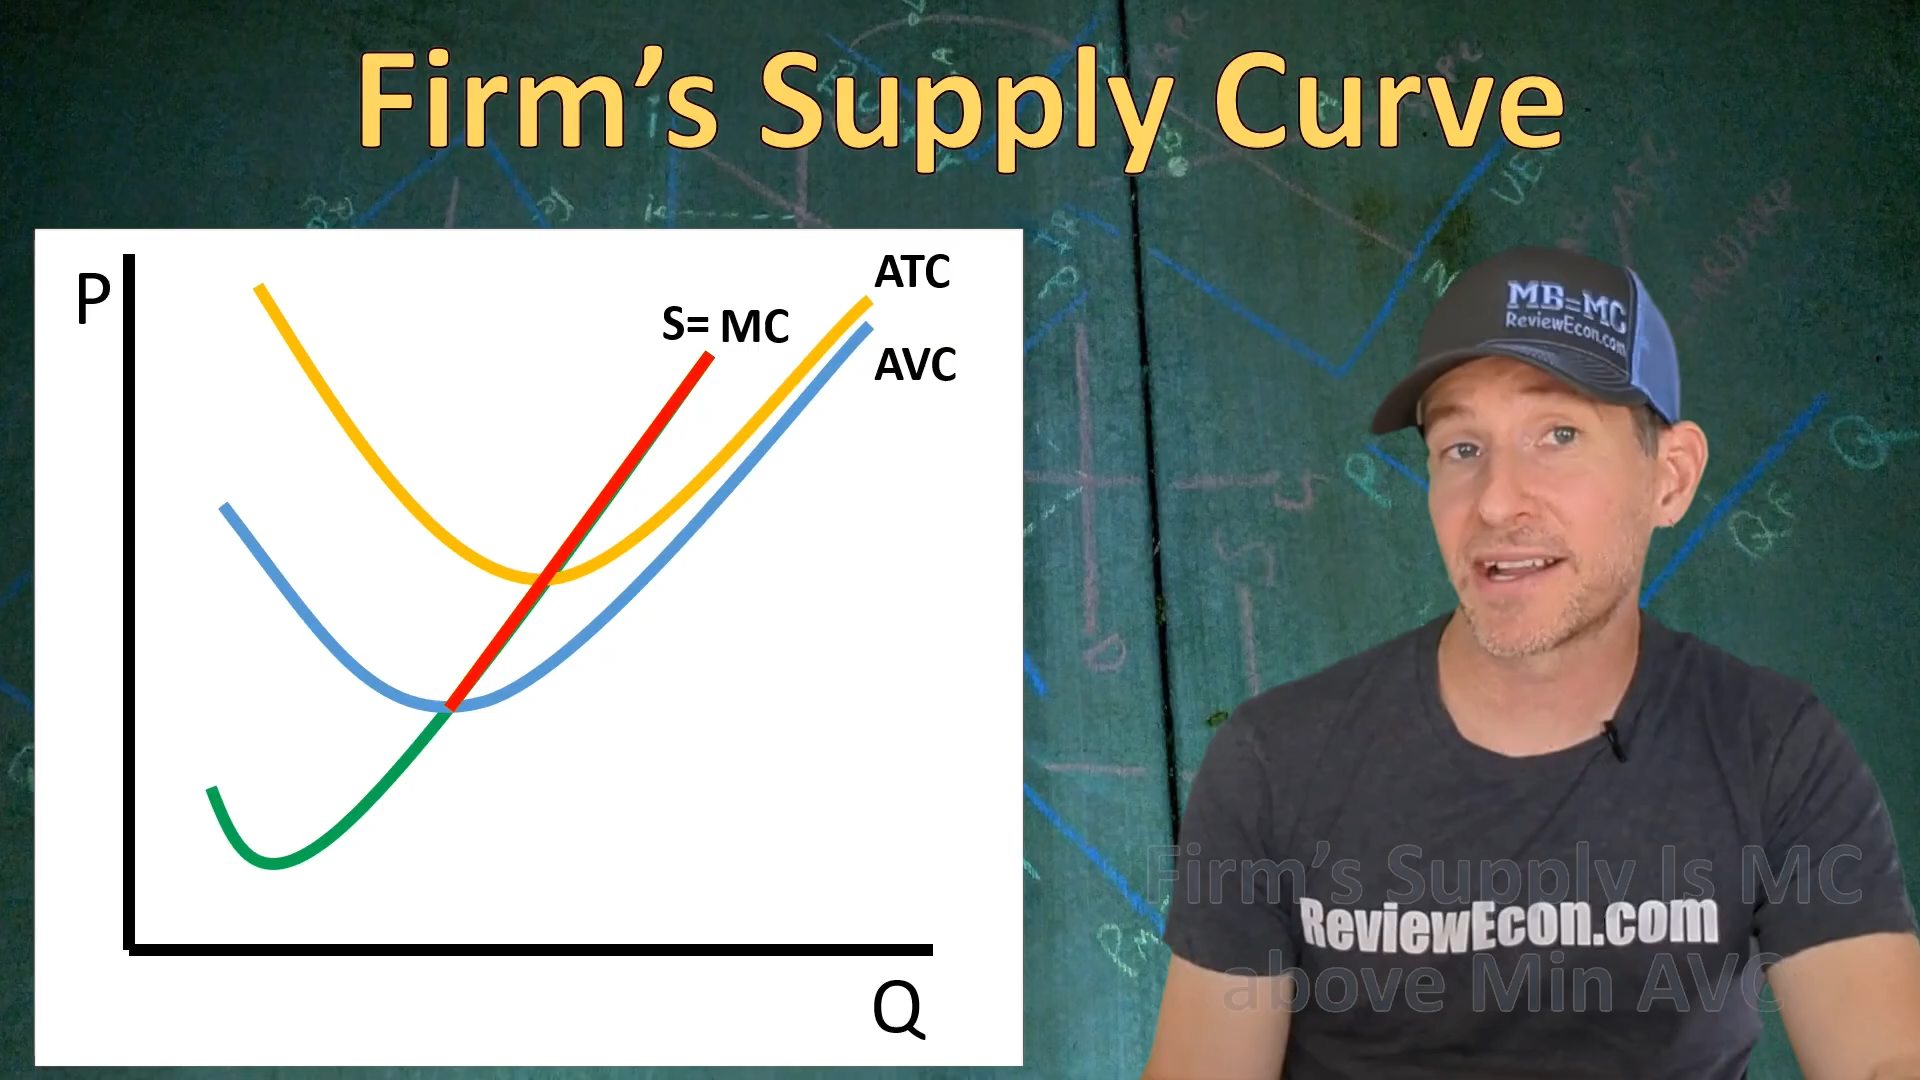 Firm's Supply Curve
P
ATC
S= MC
AVC
Q
MB=MC
ReviewEcon.com
Firm's Supply Is MC
ReviewEcon.com
above Min AVC